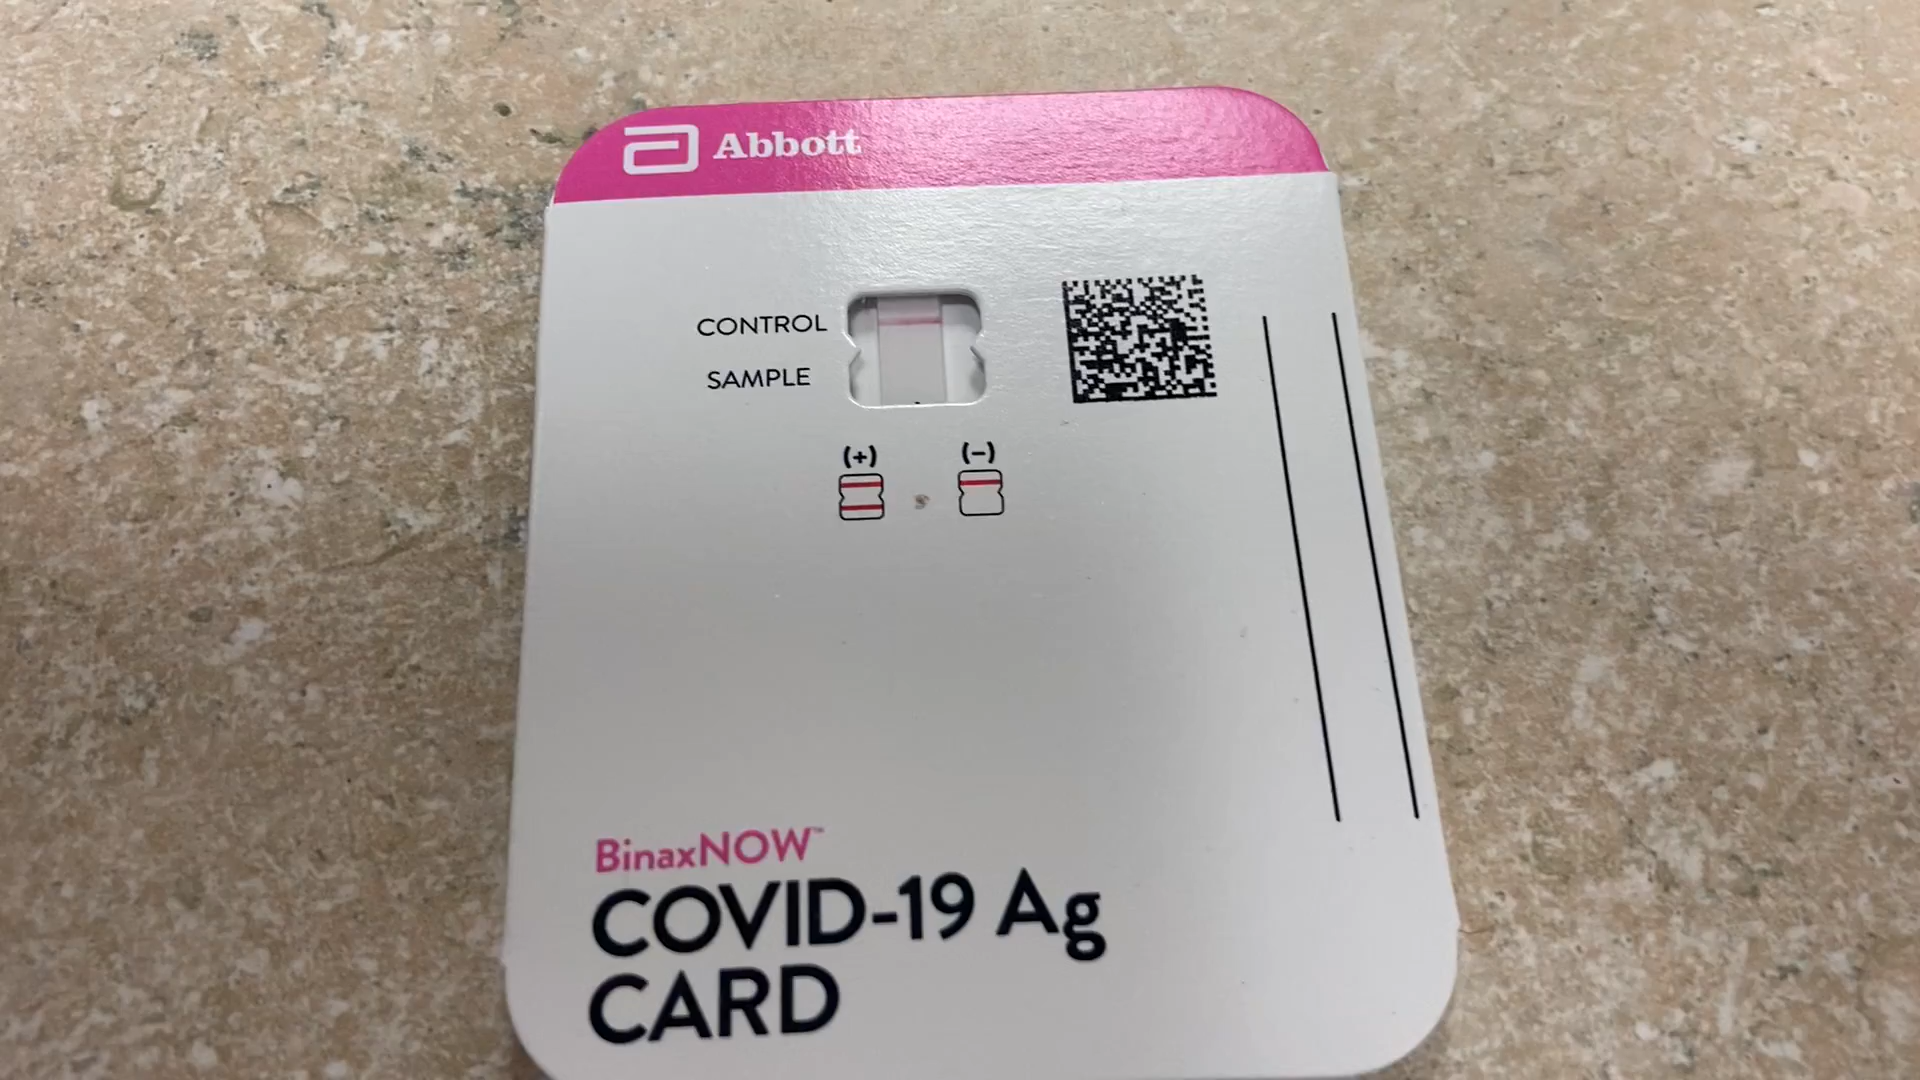 Abbott
CONTROL
SAMPLE
(+) (-)
BinaxNOW™
COVID-19 Ag
CARD